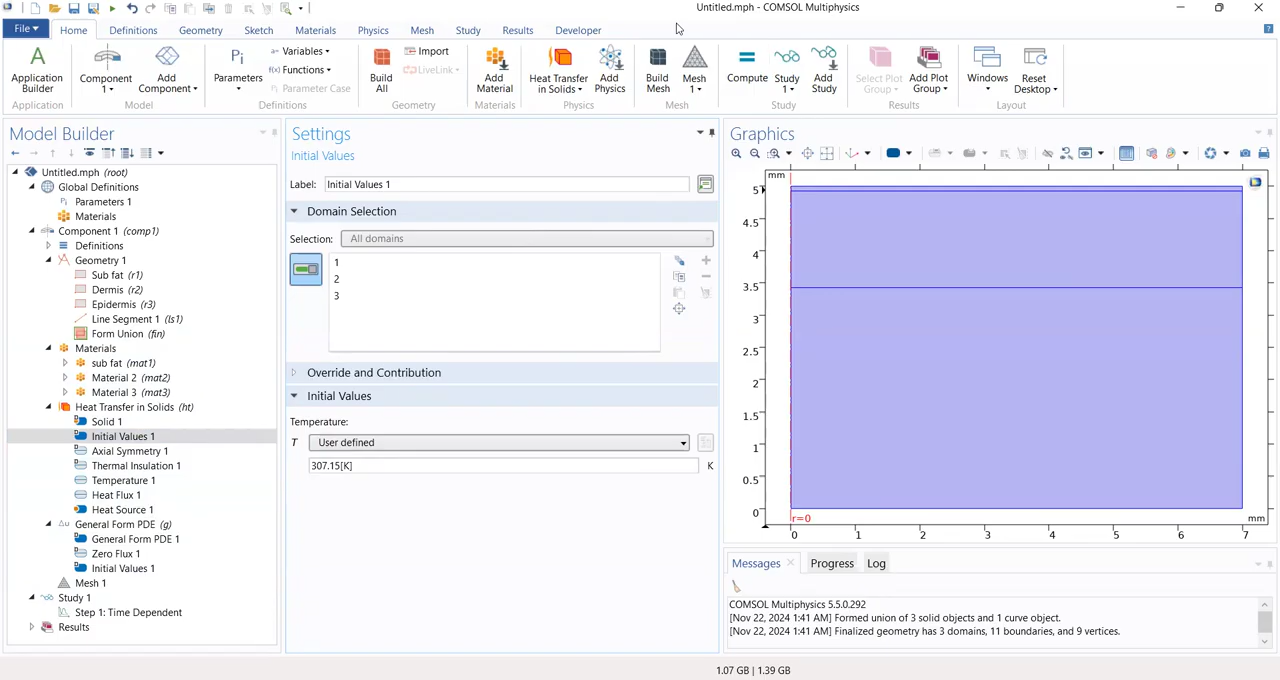 Untitled.mph - COMSOL Multiphysics
File Home Definitions Geometry Sketch Materials Physics Mesh Study Results Developer
Application Builder
Application
Component 1
Add Component
Model
Parameters
a= Variables
f(x) Functions
Parameter Case
Definitions
Build All
Import
LiveLink
Geometry
Add Material
Materials
Heat Transfer in Solids
Add Physics
Physics
Build Mesh
Mesh 1
Mesh
Compute
Study 1
Add Study
Study
Select Plot Group
Add Plot Group
Results
Windows
Reset Desktop
Layout
Model Builder
Untitled.mph (root)
Global Definitions
Pi Parameters 1
Materials
Component 1 (comp1)
Definitions
Geometry 1
Sub fat (r1)
Dermis (r2)
Epidermis (r3)
Line Segment 1 (ls1)
Form Union (fin)
Materials
sub fat (mat1)
Material 2 (mat2)
Material 3 (mat3)
Heat Transfer in Solids (ht)
Solid 1
Initial Values 1
Axial Symmetry 1
Thermal Insulation 1
Temperature 1
Heat Flux 1
Heat Source 1
Δu General Form PDE (g)
General Form PDE 1
Zero Flux 1
Initial Values 1
Mesh 1
Study 1
Step 1: Time Dependent
Results
Settings
Initial Values
Label: Initial Values 1
Domain Selection
Selection: All domains
1
2
3
Override and Contribution
Initial Values
Temperature:
T User defined
307.15[K] K
Graphics
mm
5
4.5
4
3.5
3
2.5
2
1.5
1
0.5
0
r=0
mm
0 1 2 3 4 5 6 7
Messages Progress Log
COMSOL Multiphysics 5.5.0.292
[Nov 22, 2024 1:41 AM] Formed union of 3 solid objects and 1 curve object.
[Nov 22, 2024 1:41 AM] Finalized geometry has 3 domains, 11 boundaries, and 9 vertices.
1.07 GB | 1.39 GB